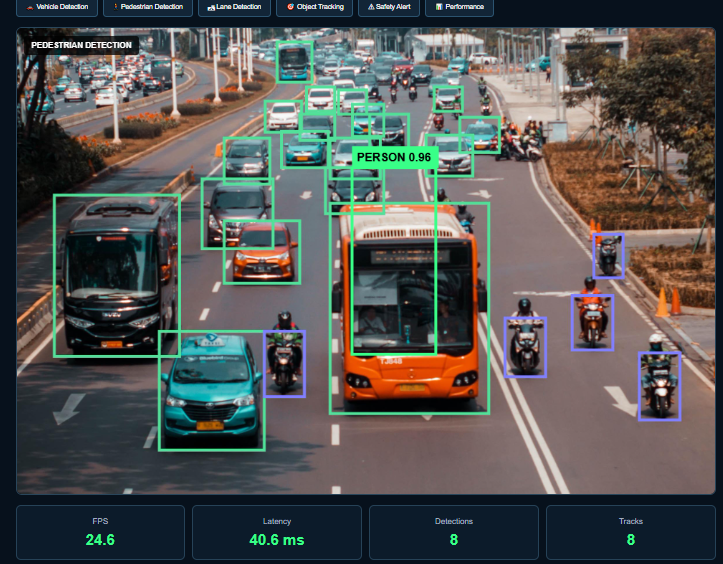 Vehicle Detection
Pedestrian Detection
Lane Detection
Object Tracking
Safety Alert
Performance
PEDESTRIAN DETECTION
PERSON 0.96
TJ0848
FPS
24.6
Latency
40.6 ms
Detections
8
Tracks
8